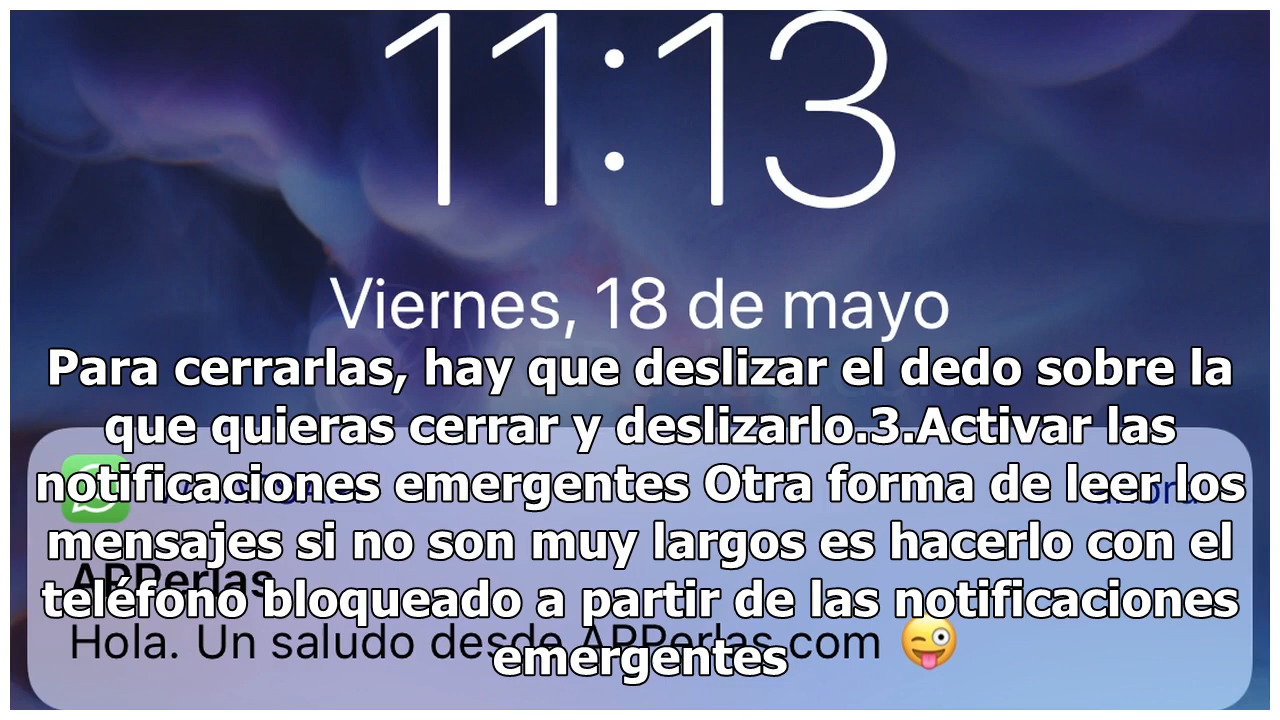 11:13
Viernes, 18 de mayo
Para cerrarlas, hay que deslizar el dedo sobre la
que quieras cerrar y deslizarlo.3.Activar las
notificaciones emergentes Otra forma de leer los
mensajes si no son muy largos es hacerlo con el
teléfono bloqueado a partir de las notificaciones
emergentes
ahora
APPerlas
Hola. Un saludo desde APPerlas.com 😜